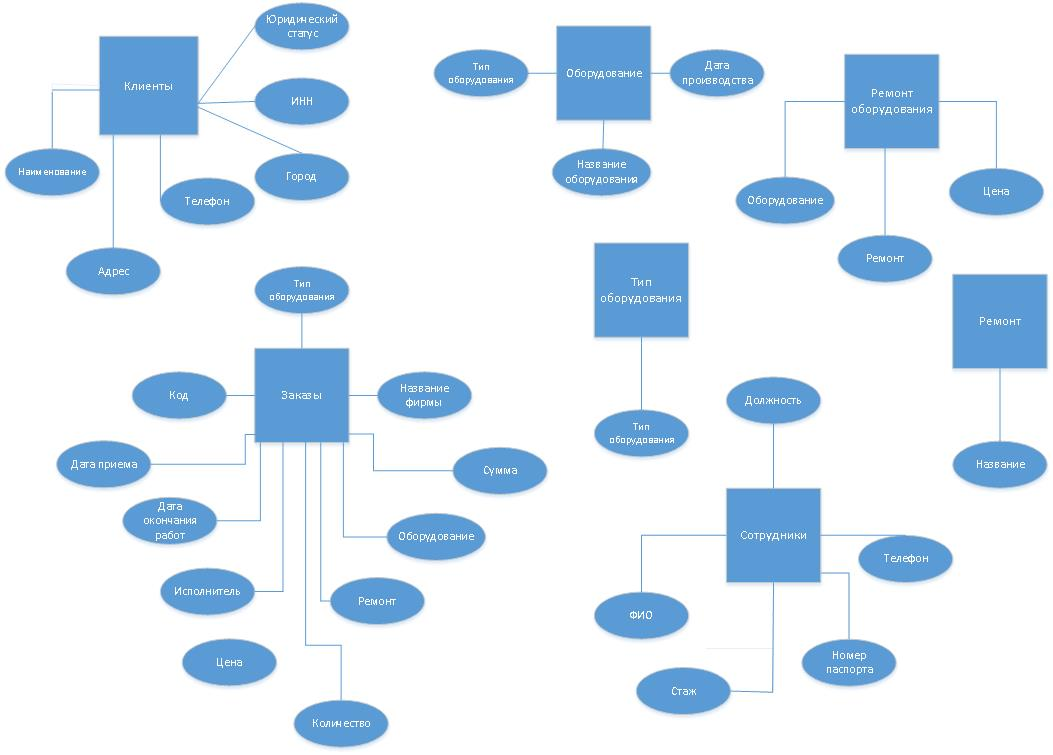 Юридический
статус
Клиенты
ИНН
Наименование
Город
Телефон
Адрес
Тип
оборудования
Оборудование
Дата
производства
Название
оборудования
Ремонт
оборудования
Оборудование
Цена
Ремонт
Тип
оборудования
Тип
оборудования
Ремонт
Название
Тип
оборудования
Код
Заказы
Название
фирмы
Дата приема
Сумма
Дата
окончания
работ
Оборудование
Исполнитель
Ремонт
Цена
Количество
Должность
Сотрудники
Телефон
ФИО
Номер
паспорта
Стаж